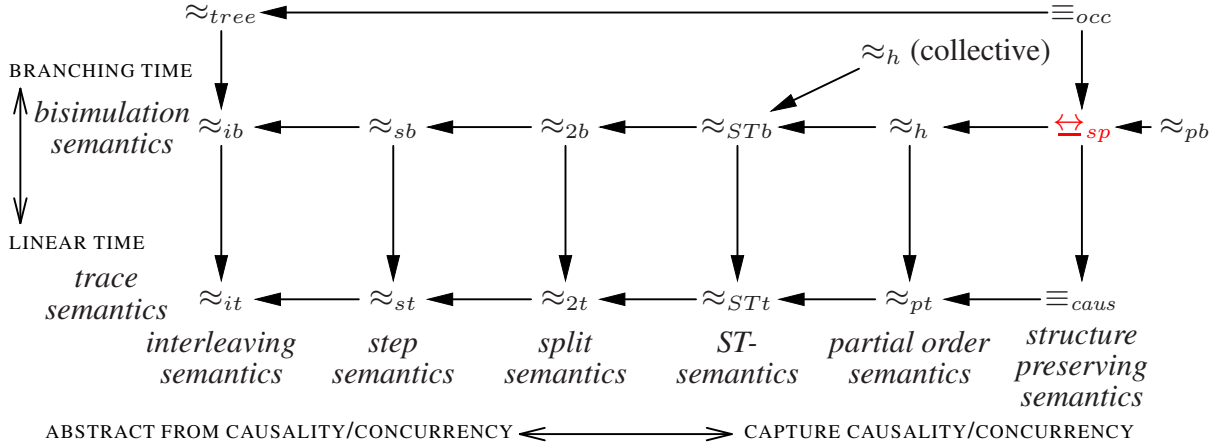 ≈tree ≡occ
≈h (collective)
BRANCHING TIME
bisimulation
semantics
≈ib ≈sb ≈2b ≈STb ≈h ↔sp ≈pb
LINEAR TIME
trace
semantics
≈it ≈st ≈2t ≈STt ≈pt ≡caus
interleaving
semantics
step
semantics
split
semantics
ST-
semantics
partial order
semantics
structure
preserving
semantics
ABSTRACT FROM CAUSALITY/CONCURRENCY CAPTURE CAUSALITY/CONCURRENCY